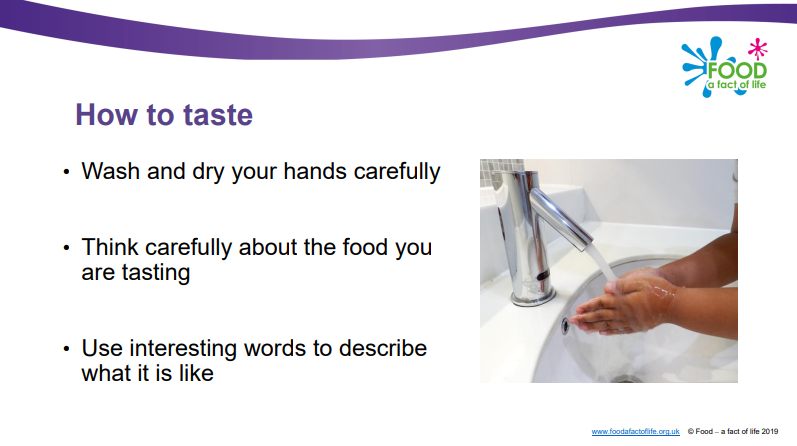 FOOD
a fact of life
How to taste
• Wash and dry your hands carefully
• Think carefully about the food you
are tasting
• Use interesting words to describe
what it is like
www.foodafactoflife.org.uk © Food – a fact of life 2019